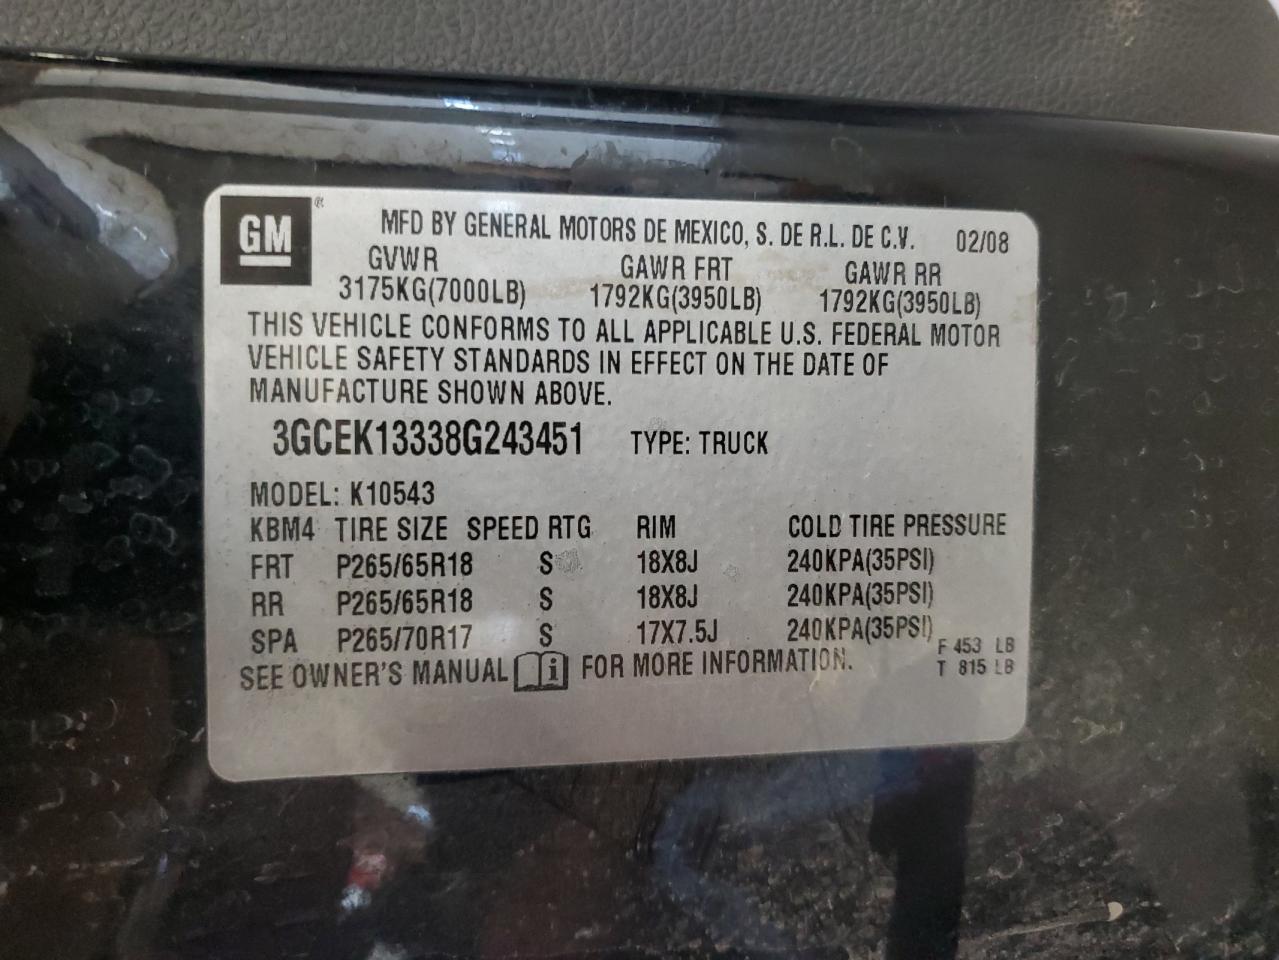 GM ®
MFD BY GENERAL MOTORS DE MEXICO, S. DE R.L. DE C.V. 02/08
GVWR GAWR FRT GAWR RR
3175KG(7000LB) 1792KG(3950LB) 1792KG(3950LB)
THIS VEHICLE CONFORMS TO ALL APPLICABLE U.S. FEDERAL MOTOR
VEHICLE SAFETY STANDARDS IN EFFECT ON THE DATE OF
MANUFACTURE SHOWN ABOVE.
3GCEK13338G243451 TYPE: TRUCK
MODEL: K10543
KBM4 TIRE SIZE SPEED RTG RIM COLD TIRE PRESSURE
FRT P265/65R18 S 18X8J 240KPA(35PSI)
RR P265/65R18 S 18X8J 240KPA(35PSI)
SPA P265/70R17 S 17X7.5J 240KPA(35PSI)
F 453 LB
SEE OWNER'S MANUAL i FOR MORE INFORMATION. T 815 LB